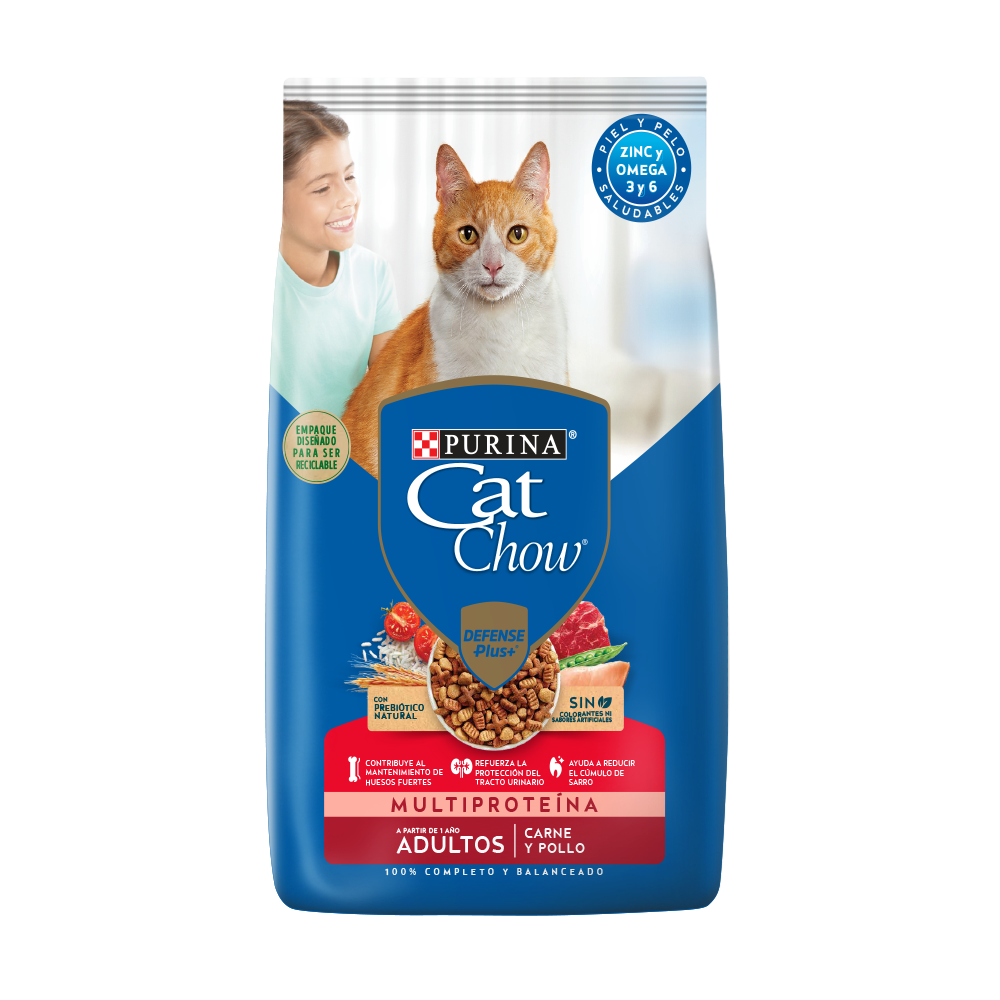 PIEL Y PELO
ZINC y
OMEGA
3 y 6
SALUDABLES
EMPAQUE
DISEÑADO
PARA SER
RECICLABLE
PURINA®
Cat
Chow®
DEFENSE
Plus+
CON
PREBIÓTICO
NATURAL
SIN
COLORANTES NI
SABORES ARTIFICIALES
CONTRIBUYE AL
MANTENIMIENTO DE
HUESOS FUERTES
REFUERZA LA
PROTECCIÓN DEL
TRACTO URINARIO
AYUDA A REDUCIR
EL CÚMULO DE
SARRO
MULTIPROTEÍNA
A PARTIR DE 1 AÑO
ADULTOS
CARNE
Y POLLO
100% COMPLETO Y BALANCEADO